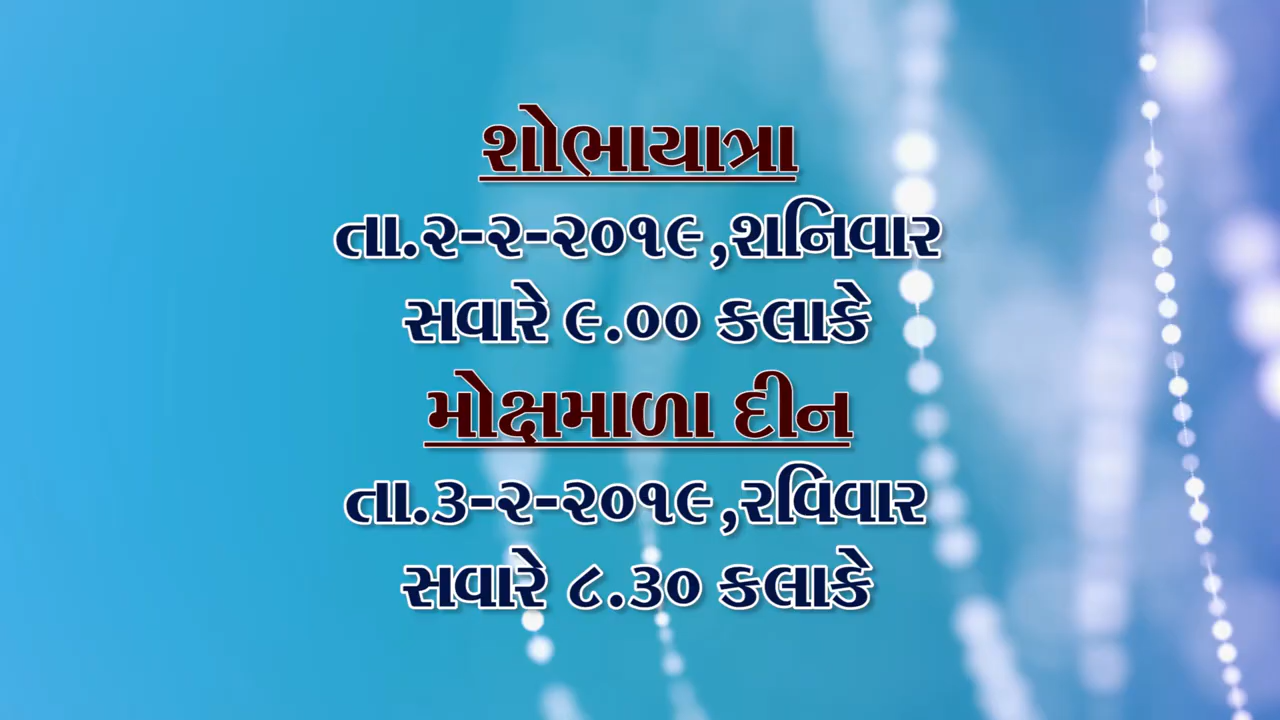 શોભાયાત્રા
તા.૨-૨-૨૦૧૯,શનિવાર
સવારે ૯.૦૦ કલાકે
મોક્ષમાળા દીન
તા.૩-૨-૨૦૧૯,રવિવાર
સવારે ૮.૩૦ કલાકે